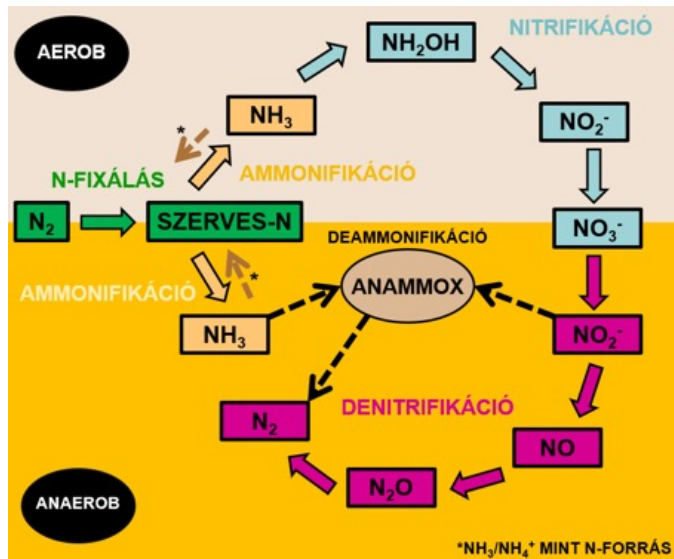 AEROB
NH₂OH
NITRIFIKÁCIÓ
NH₃
NO₂⁻
*
N-FIXÁLÁS
AMMONIFIKÁCIÓ
N₂
SZERVES-N
NO₃⁻
DEAMMONIFIKÁCIÓ
*
AMMONIFIKÁCIÓ
ANAMMOX
NH₃
NO₂⁻
N₂
DENITRIFIKÁCIÓ
NO
N₂O
ANAEROB
*NH₃/NH₄⁺ MINT N-FORRÁS